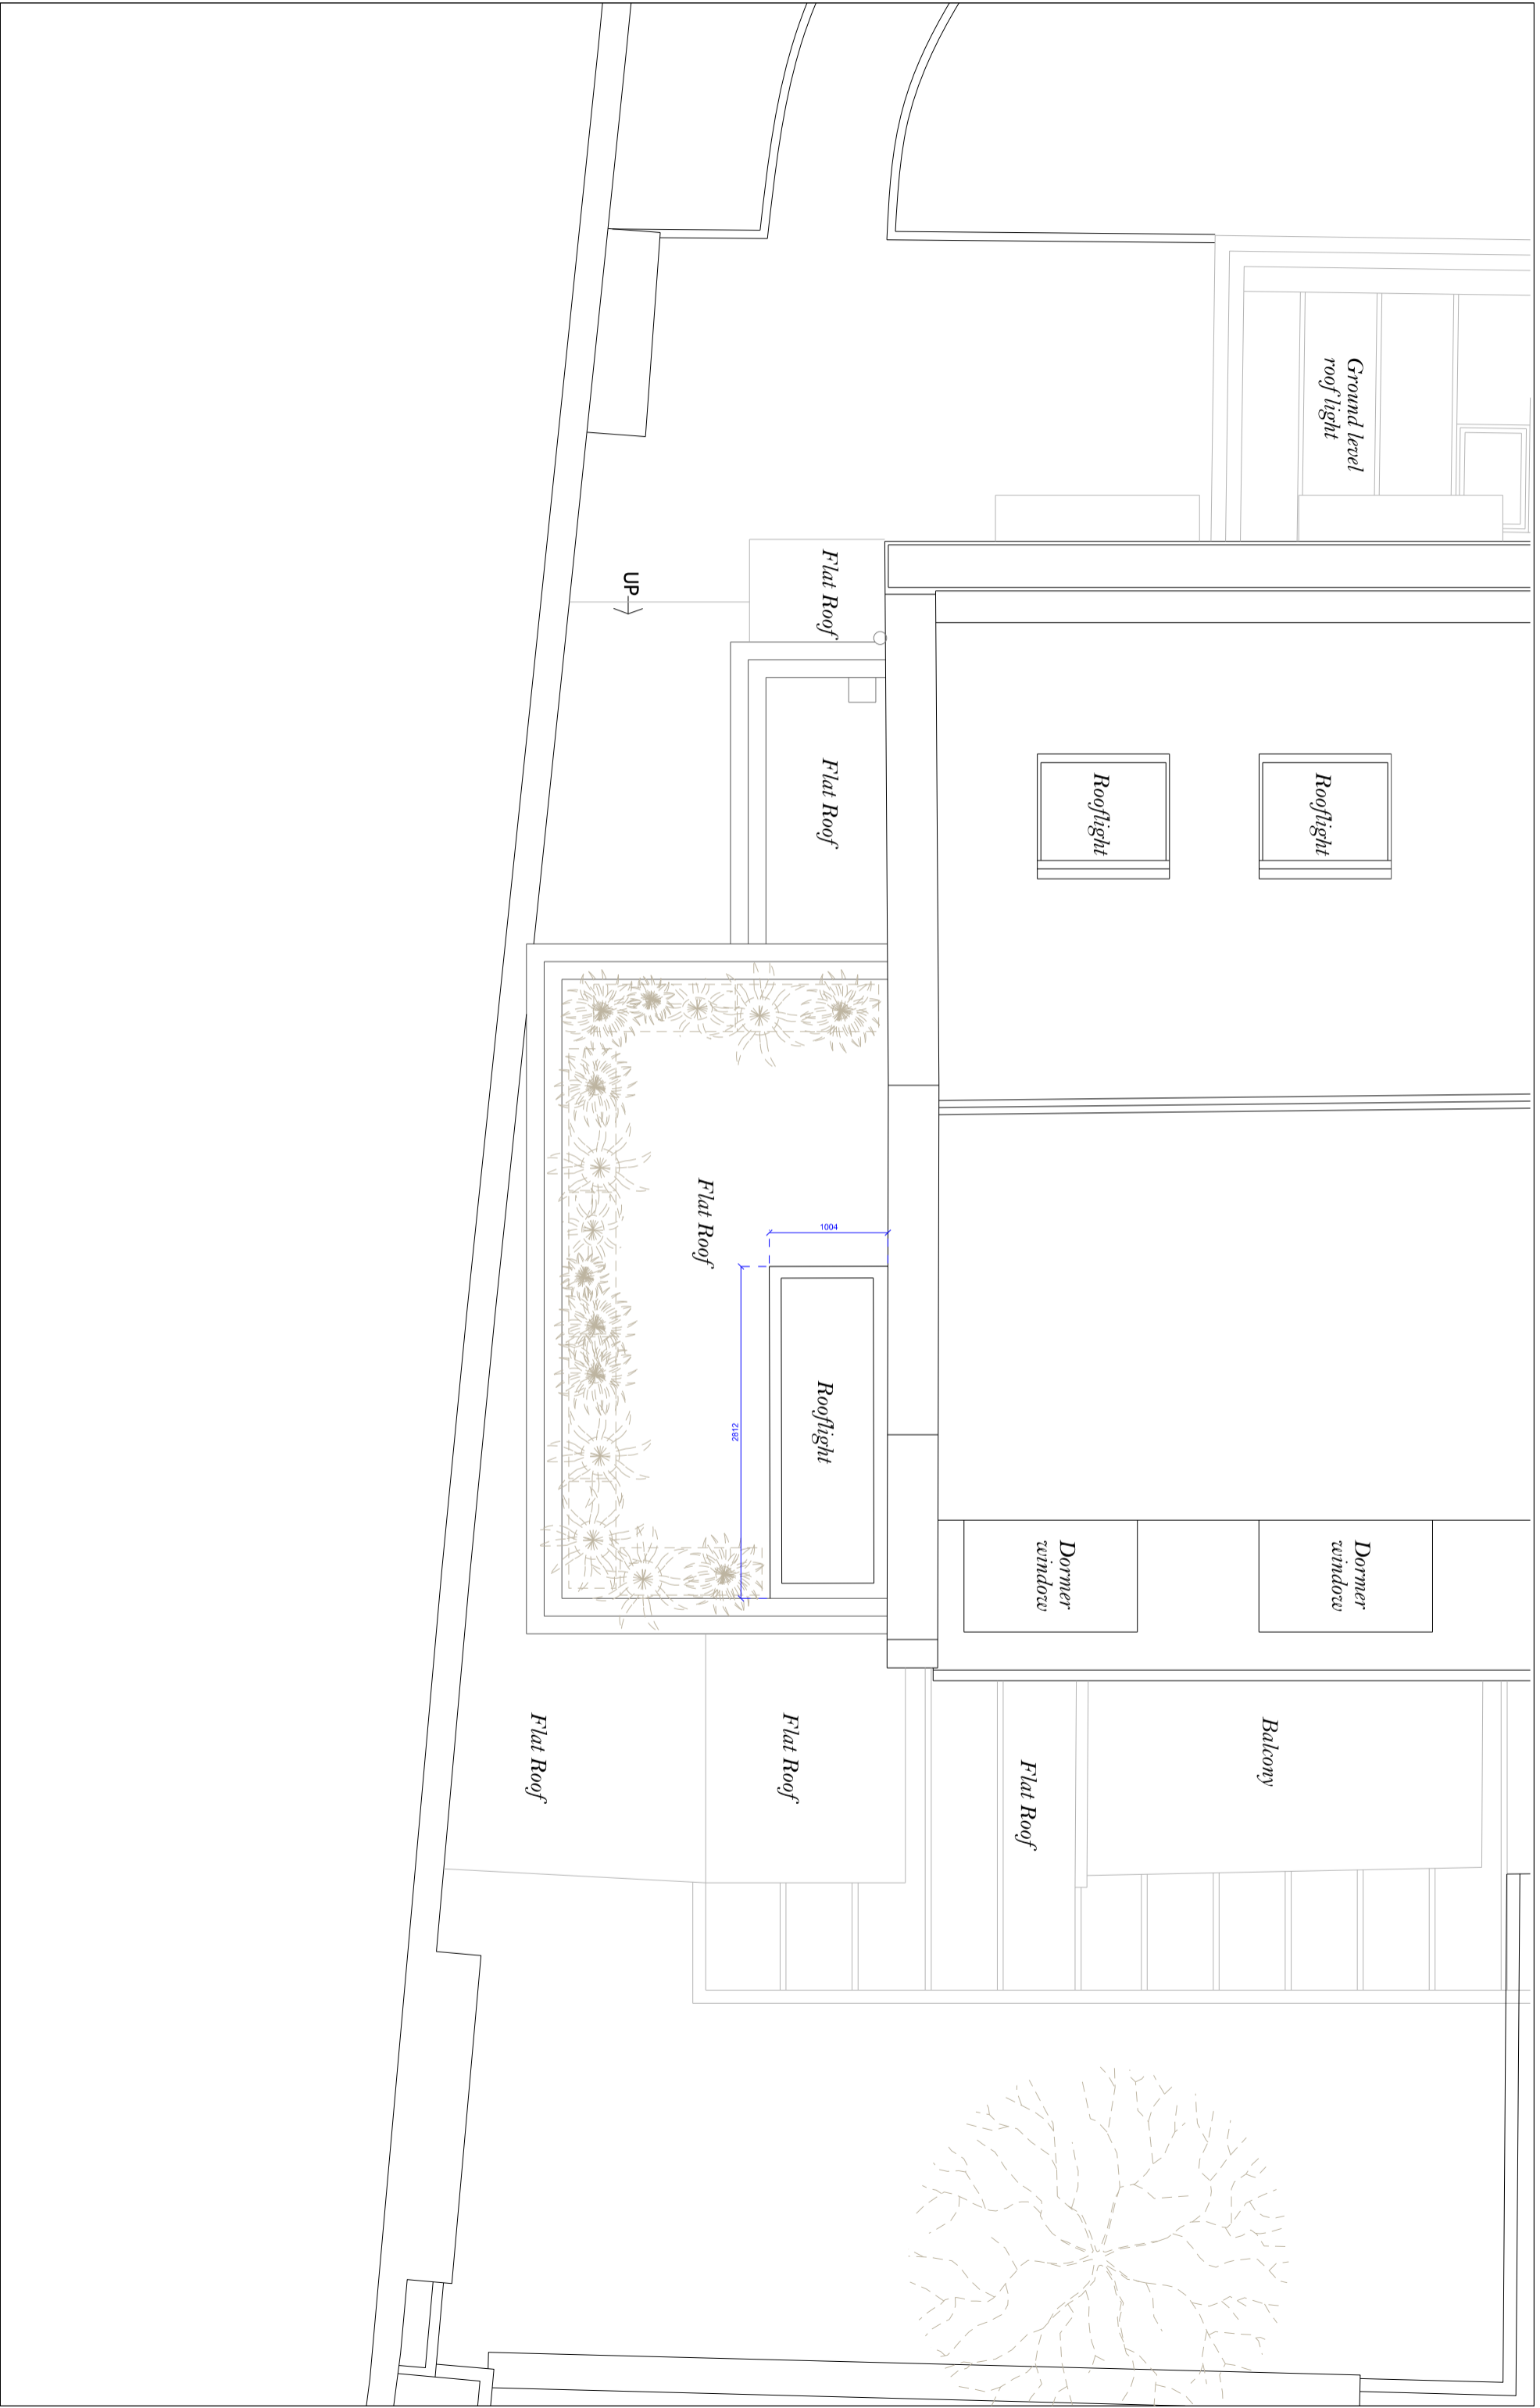 Ground level
roof light
UP
Flat Roof
Flat Roof
Rooflight
Rooflight
Flat Roof
1004
2812
Rooflight
Dormer
window
Dormer
window
Flat Roof
Flat Roof
Flat Roof
Balcony